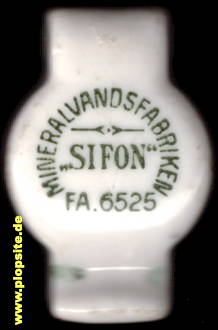 MINERALVANDSFABRIKEN
„SIFON“
FA. 6525
www.plopsite.de